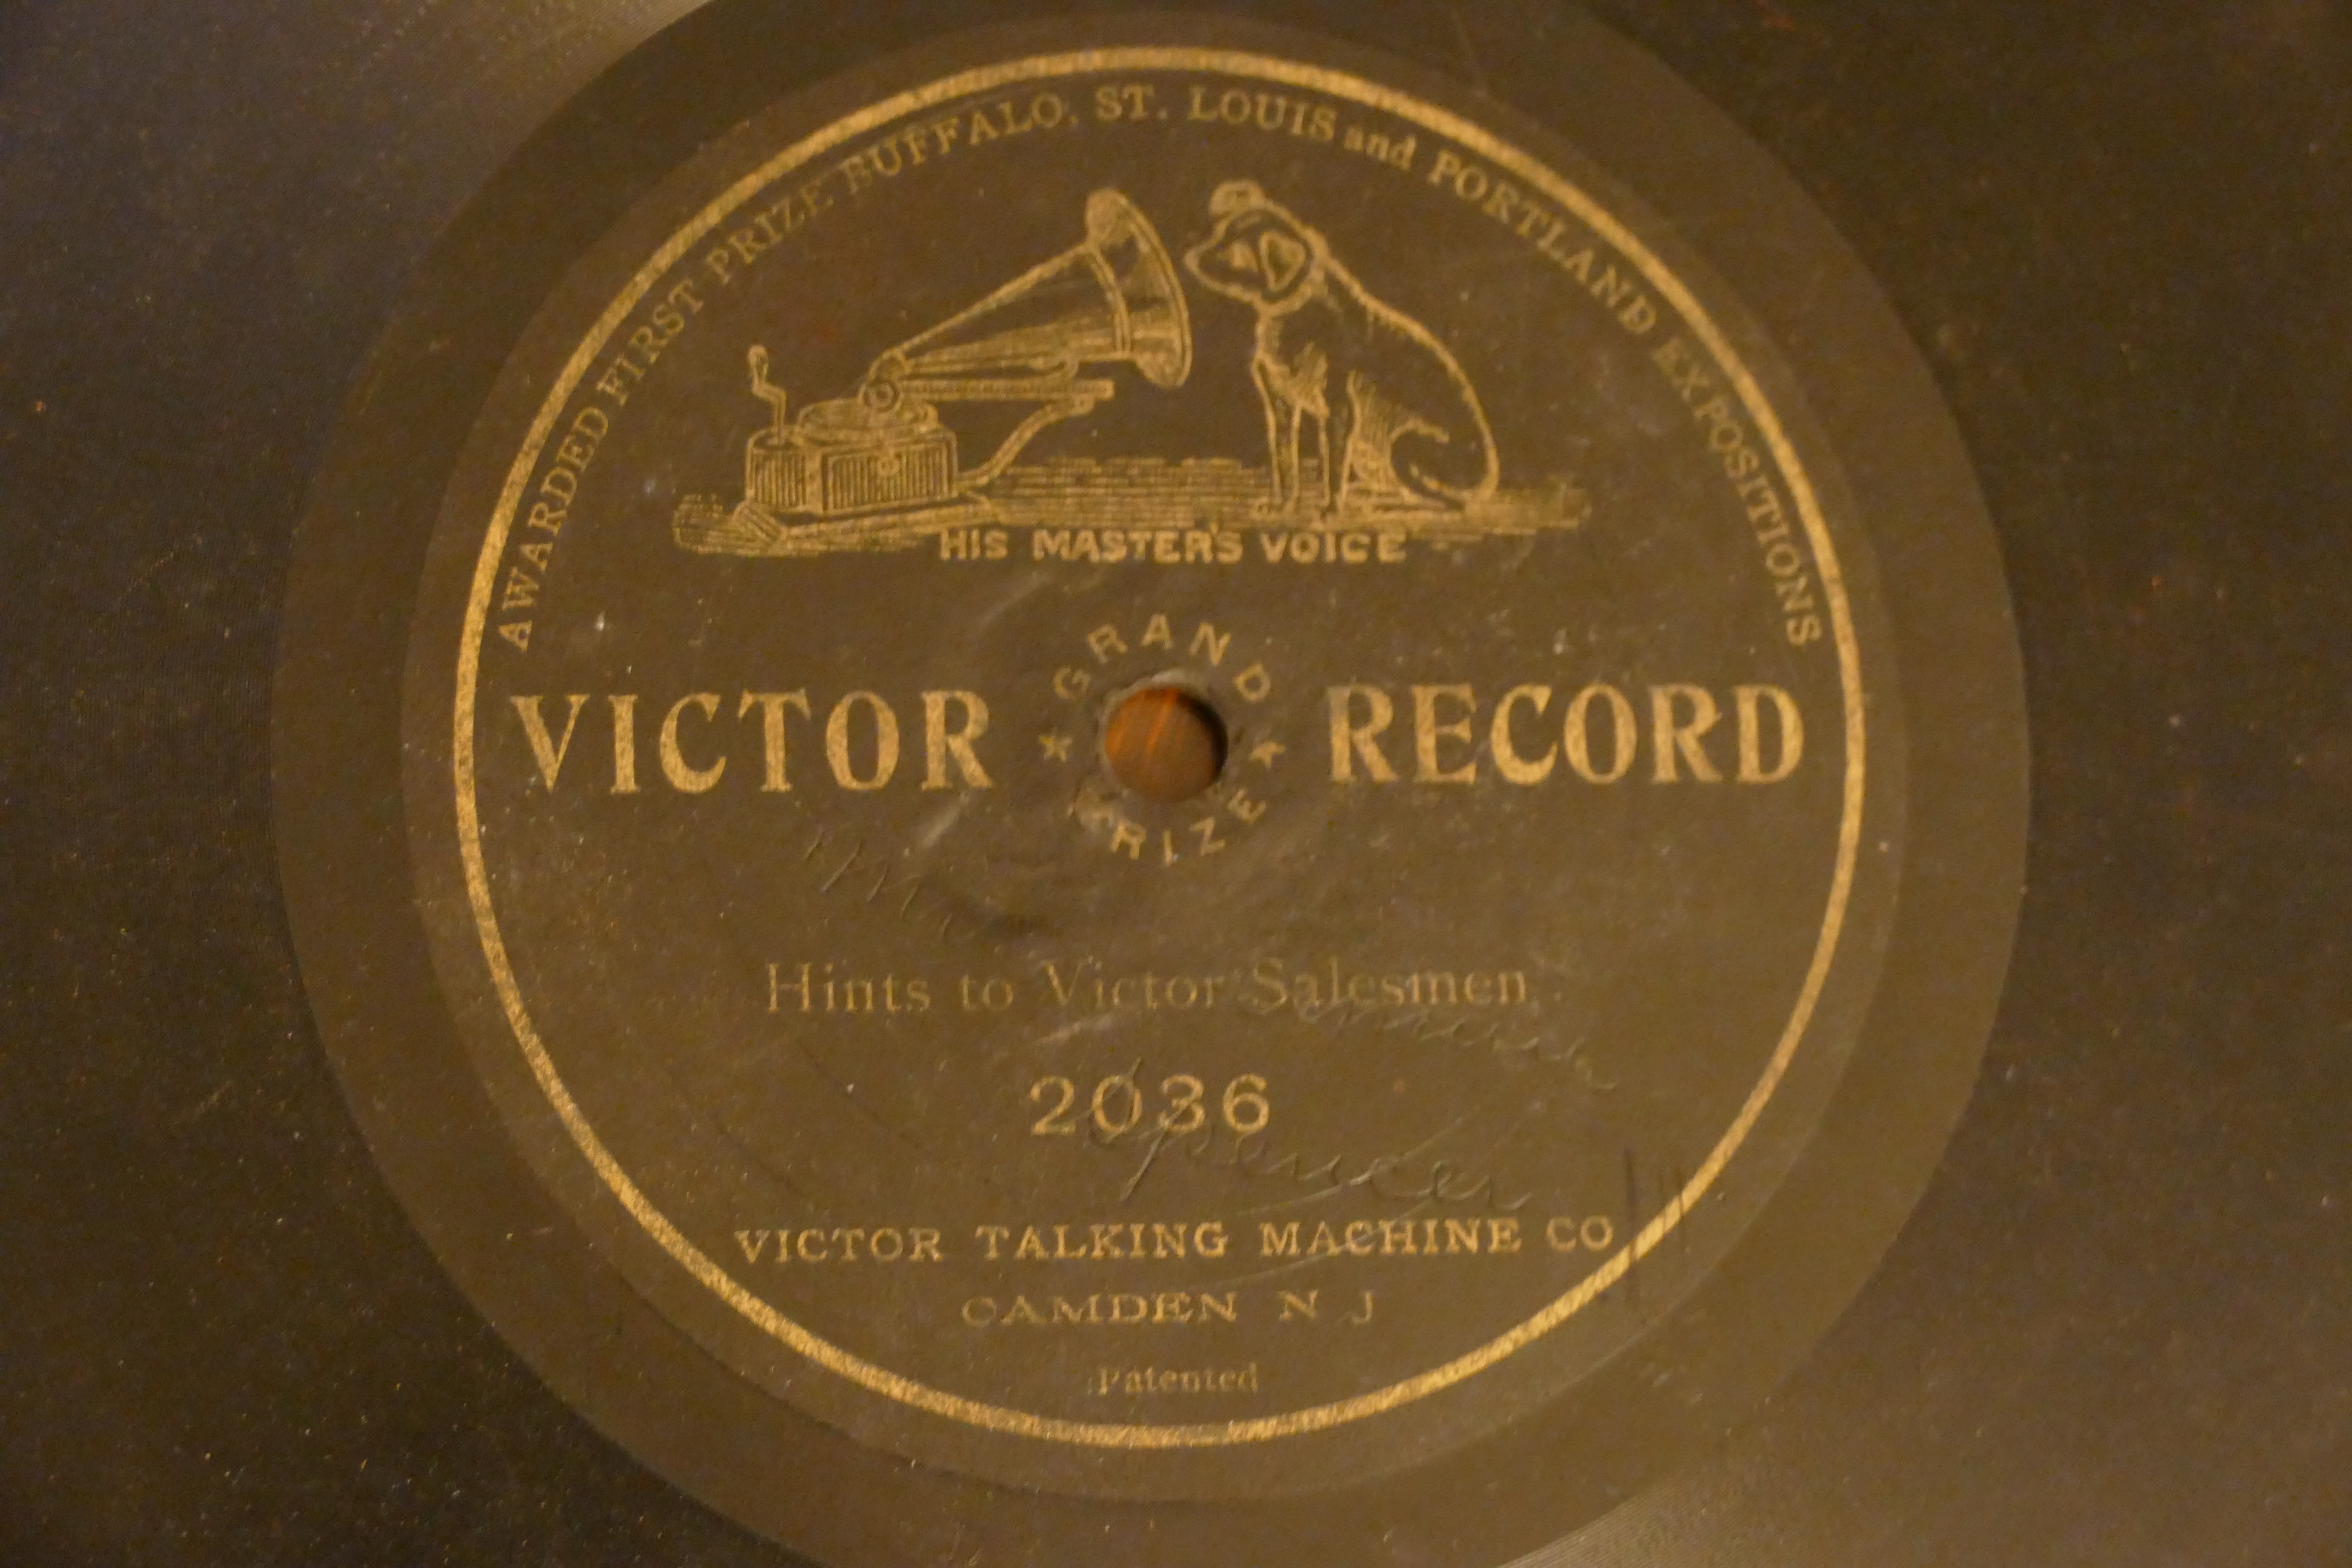 AWARDED FIRST PRIZE BUFFALO, ST. LOUIS and PORTLAND EXPOSITIONS
HIS MASTER'S VOICE
GRAND
VICTOR RECORD
PRIZE
Hints to Victor Salesmen
2036
Spencer
VICTOR TALKING MACHINE CO
CAMDEN N J
Patented